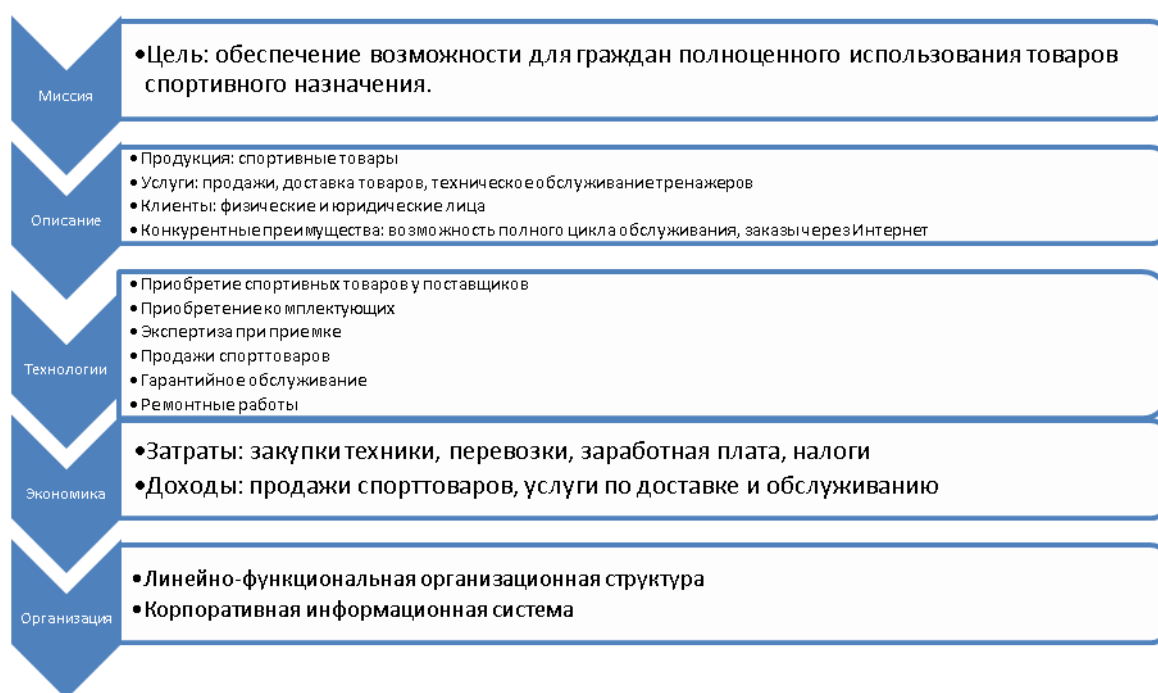 Миссия
•Цель: обеспечение возможности для граждан полноценного использования товаров
спортивного назначения.
Описание
•Продукция: спортивные товары
•Услуги: продажи, доставка товаров, техническое обслуживание тренажеров
•Клиенты: физические и юридические лица
•Конкурентные преимущества: возможность полного цикла обслуживания, заказы через Интернет
Технологии
•Приобретие спортивных товаров у поставщиков
•Приобретение комплектующих
•Экспертиза при приемке
•Продажи спорттоваров
•Гарантийное обслуживание
•Ремонтные работы
Экономика
•Затраты: закупки техники, перевозки, заработная плата, налоги
•Доходы: продажи спорттоваров, услуги по доставке и обслуживанию
Организация
•Линейно-функциональная организационная структура
•Корпоративная информационная система